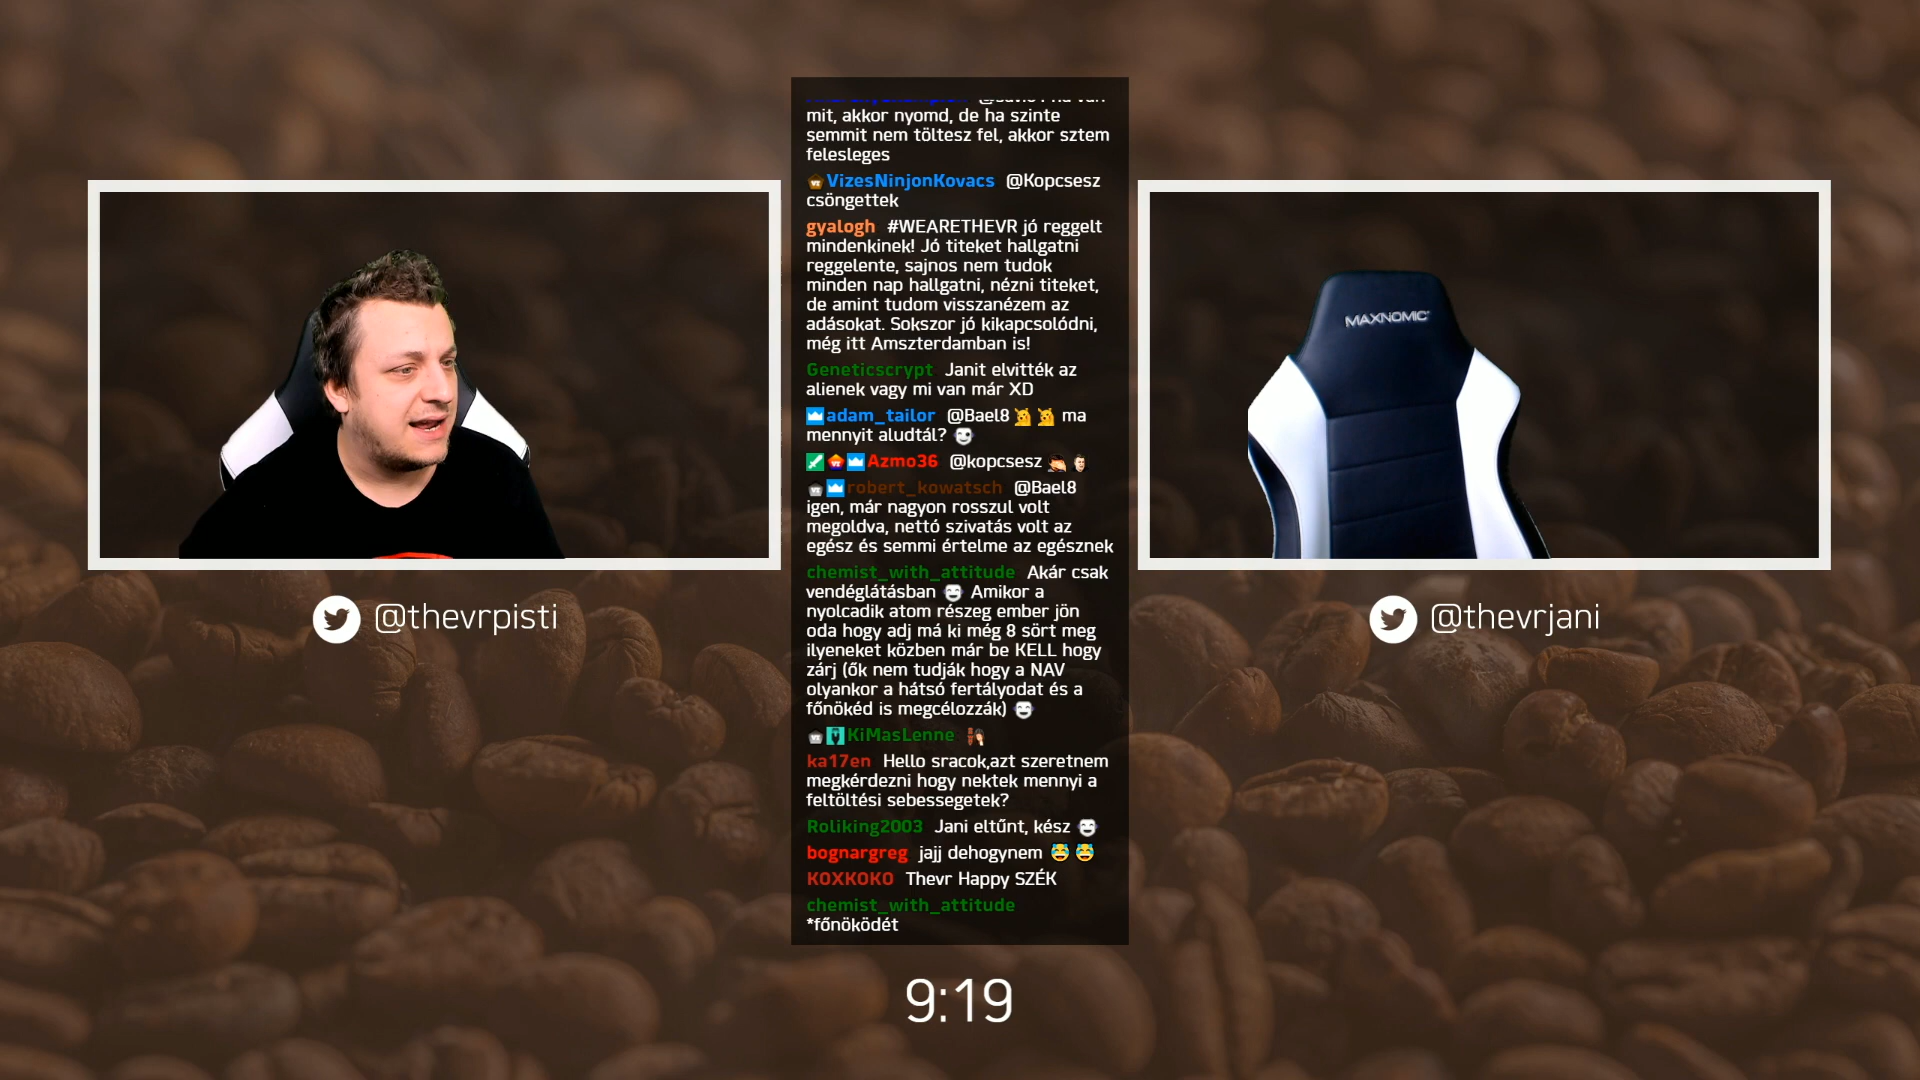 mit, akkor nyomd, de ha szinte
semmit nem töltesz fel, akkor sztem
felesleges
VizesNinjonKovacs @Kopcsesz
csöngettek
gyalogh #WEARETHEVR jó reggelt
mindenkinek! Jó titeket hallgatni
reggelente, sajnos nem tudok
minden nap hallgatni, nézni titeket,
de amint tudom visszanézem az
adásokat. Sokszor jó kikapcsolódni,
még itt Amszterdamban is!
Geneticscrypt Janit elvitték az
alienek vagy mi van már XD
adam_tailor @Bael8 ma
mennyit aludtál?
Azmo36 @kopcsesz
robert_kowatsch @Bael8
igen, már nagyon rosszul volt
megoldva, nettó szivatás volt az
egész és semmi értelme az egésznek
chemist_with_attitude Akár csak
vendéglátásban Amikor a
nyolcadik atom részeg ember jön
oda hogy adj má ki még 8 sört meg
ilyeneket közben már be KELL hogy
zárj (ők nem tudják hogy a NAV
olyankor a hátsó fertályodat és a
főnökéd is megcélozzák)
KiMasLenne
ka17en Hello sracok,azt szeretnem
megkérdezni hogy nektek mennyi a
feltöltési sebessegetek?
Roliking2003 Jani eltűnt, kész
bognargreg jajj dehogynem
KOXKOKO Thevr Happy SZÉK
chemist_with_attitude
*főnöködét
MAXNOMIC
@thevrpisti
@thevrjani
9:19